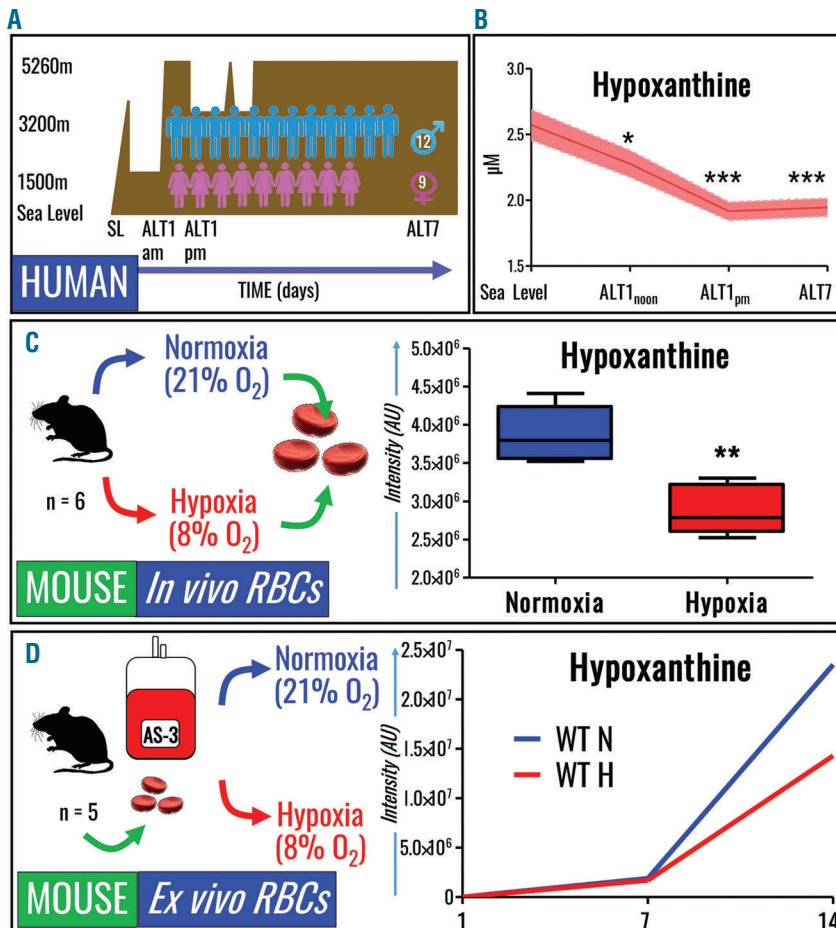 A
5260m
3200m
1500m
Sea Level
12
9
SL
ALT1
am
ALT1
pm
ALT7
HUMAN
TIME (days)
B
Hypoxanthine
µM
3.0
2.5
2.0
1.5
*
***
***
Sea Level
ALT1noon
ALT1pm
ALT7
C
Normoxia
(21% O2)
n = 6
Hypoxia
(8% O2)
MOUSE
In vivo RBCs
Hypoxanthine
Intensity (AU)
5.0×10⁶
4.5×10⁶
4.0×10⁶
3.5×10⁶
3.0×10⁶
2.5×10⁶
2.0×10⁶
**
Normoxia
Hypoxia
D
AS-3
Normoxia
(21% O2)
n = 5
Hypoxia
(8% O2)
MOUSE
Ex vivo RBCs
Hypoxanthine
Intensity (AU)
2.5×10⁷
2.0×10⁷
1.5×10⁷
1.0×10⁷
5.0×10⁶
0
WT N
WT H
1
7
14